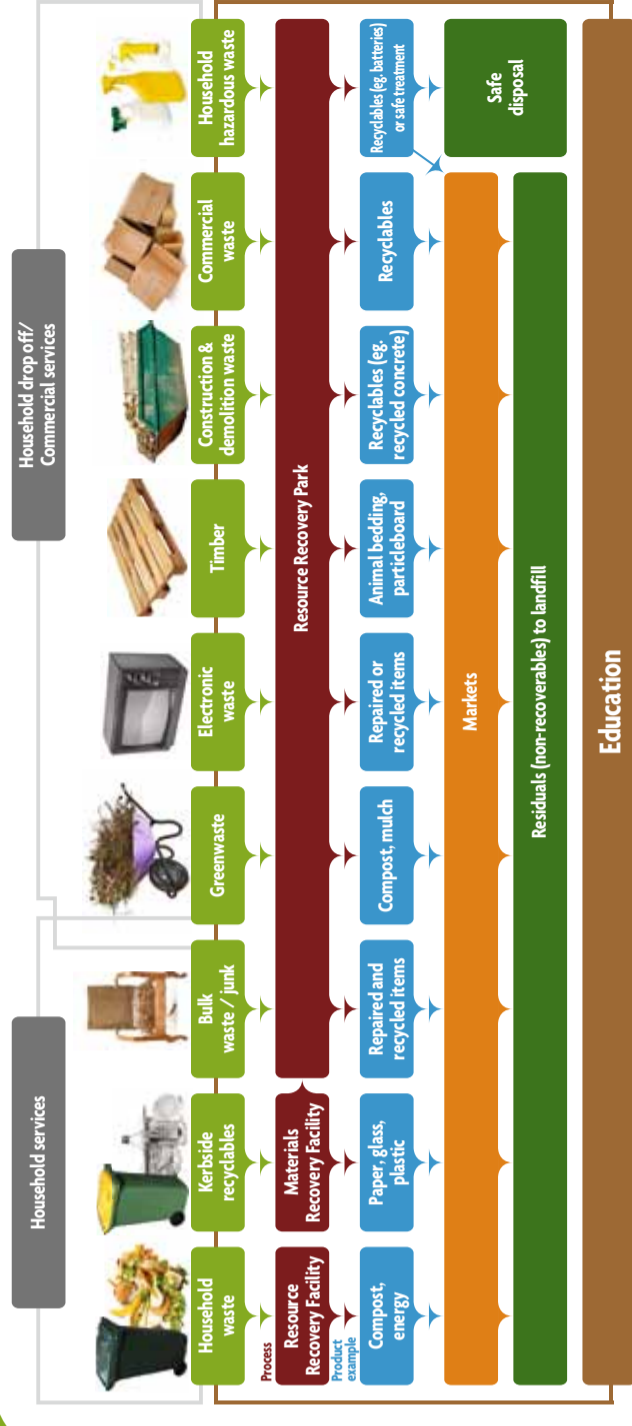 Household services
Household drop off/
Commercial services
Household
waste
Kerbside
recyclables
Bulk
waste / junk
Greenwaste
Electronic
waste
Timber
Construction &
demolition waste
Commercial
waste
Household
hazardous waste
Process
Resource
Recovery Facility
Materials
Recovery Facility
Resource Recovery Park
Product
example
Compost,
energy
Paper, glass,
plastic
Repaired and
recycled items
Compost, mulch
Repaired or
recycled items
Animal bedding,
particleboard
Recyclables (eg.
recycled concrete)
Recyclables
Recyclables (eg. batteries)
or safe treatment
Markets
Safe
disposal
Residuals (non-recoverables) to landfill
Education